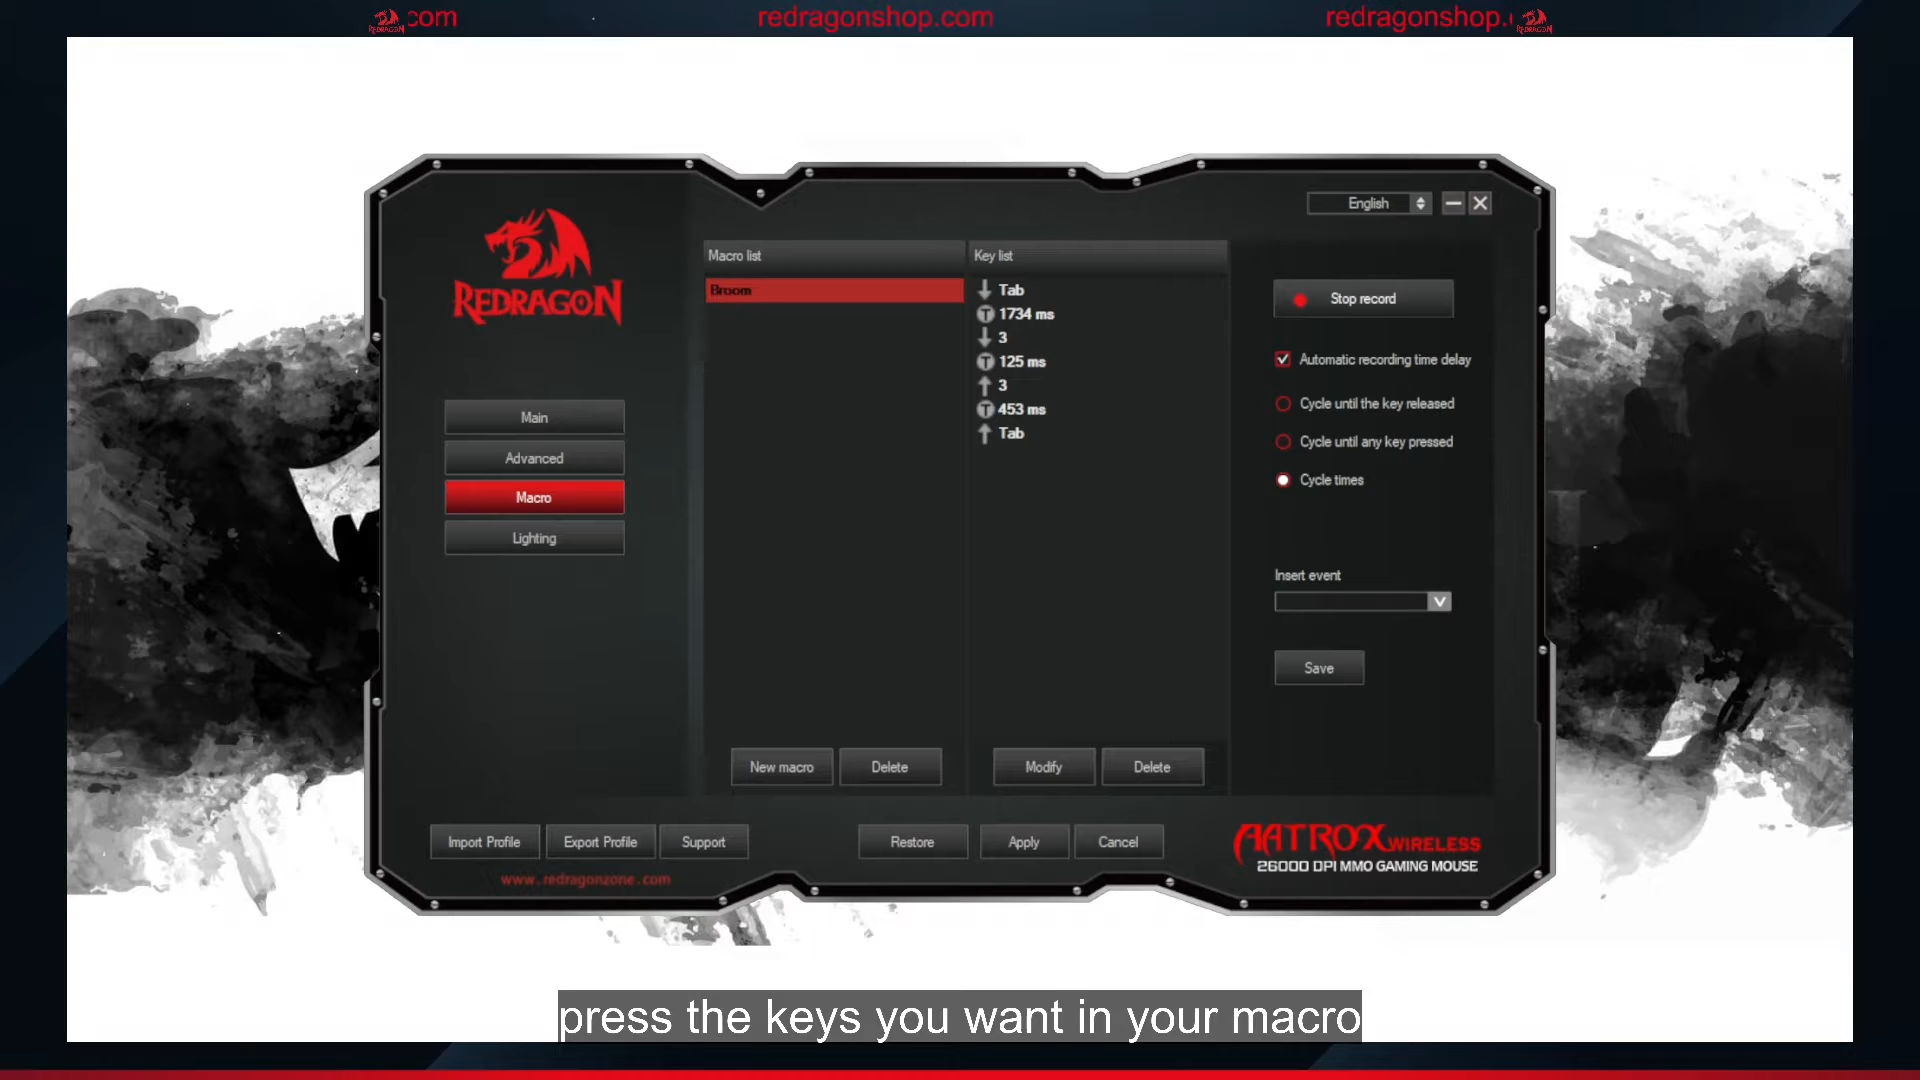 .com
redragonshop.com
redragonshop.
REDRAGON
REDRAGON
English
REDRAGON
Macro list
Key list
Broom
Tab
1734 ms
3
125 ms
3
453 ms
Tab
Stop record
Automatic recording time delay
Cycle until the key released
Cycle until any key pressed
Cycle times
Insert event
Save
Main
Advanced
Macro
Lighting
New macro
Delete
Modify
Delete
Import Profile
Export Profile
Support
Restore
Apply
Cancel
www.redragonzone.com
AATROX WIRELESS
26000 DPI MMO GAMING MOUSE
press the keys you want in your macro